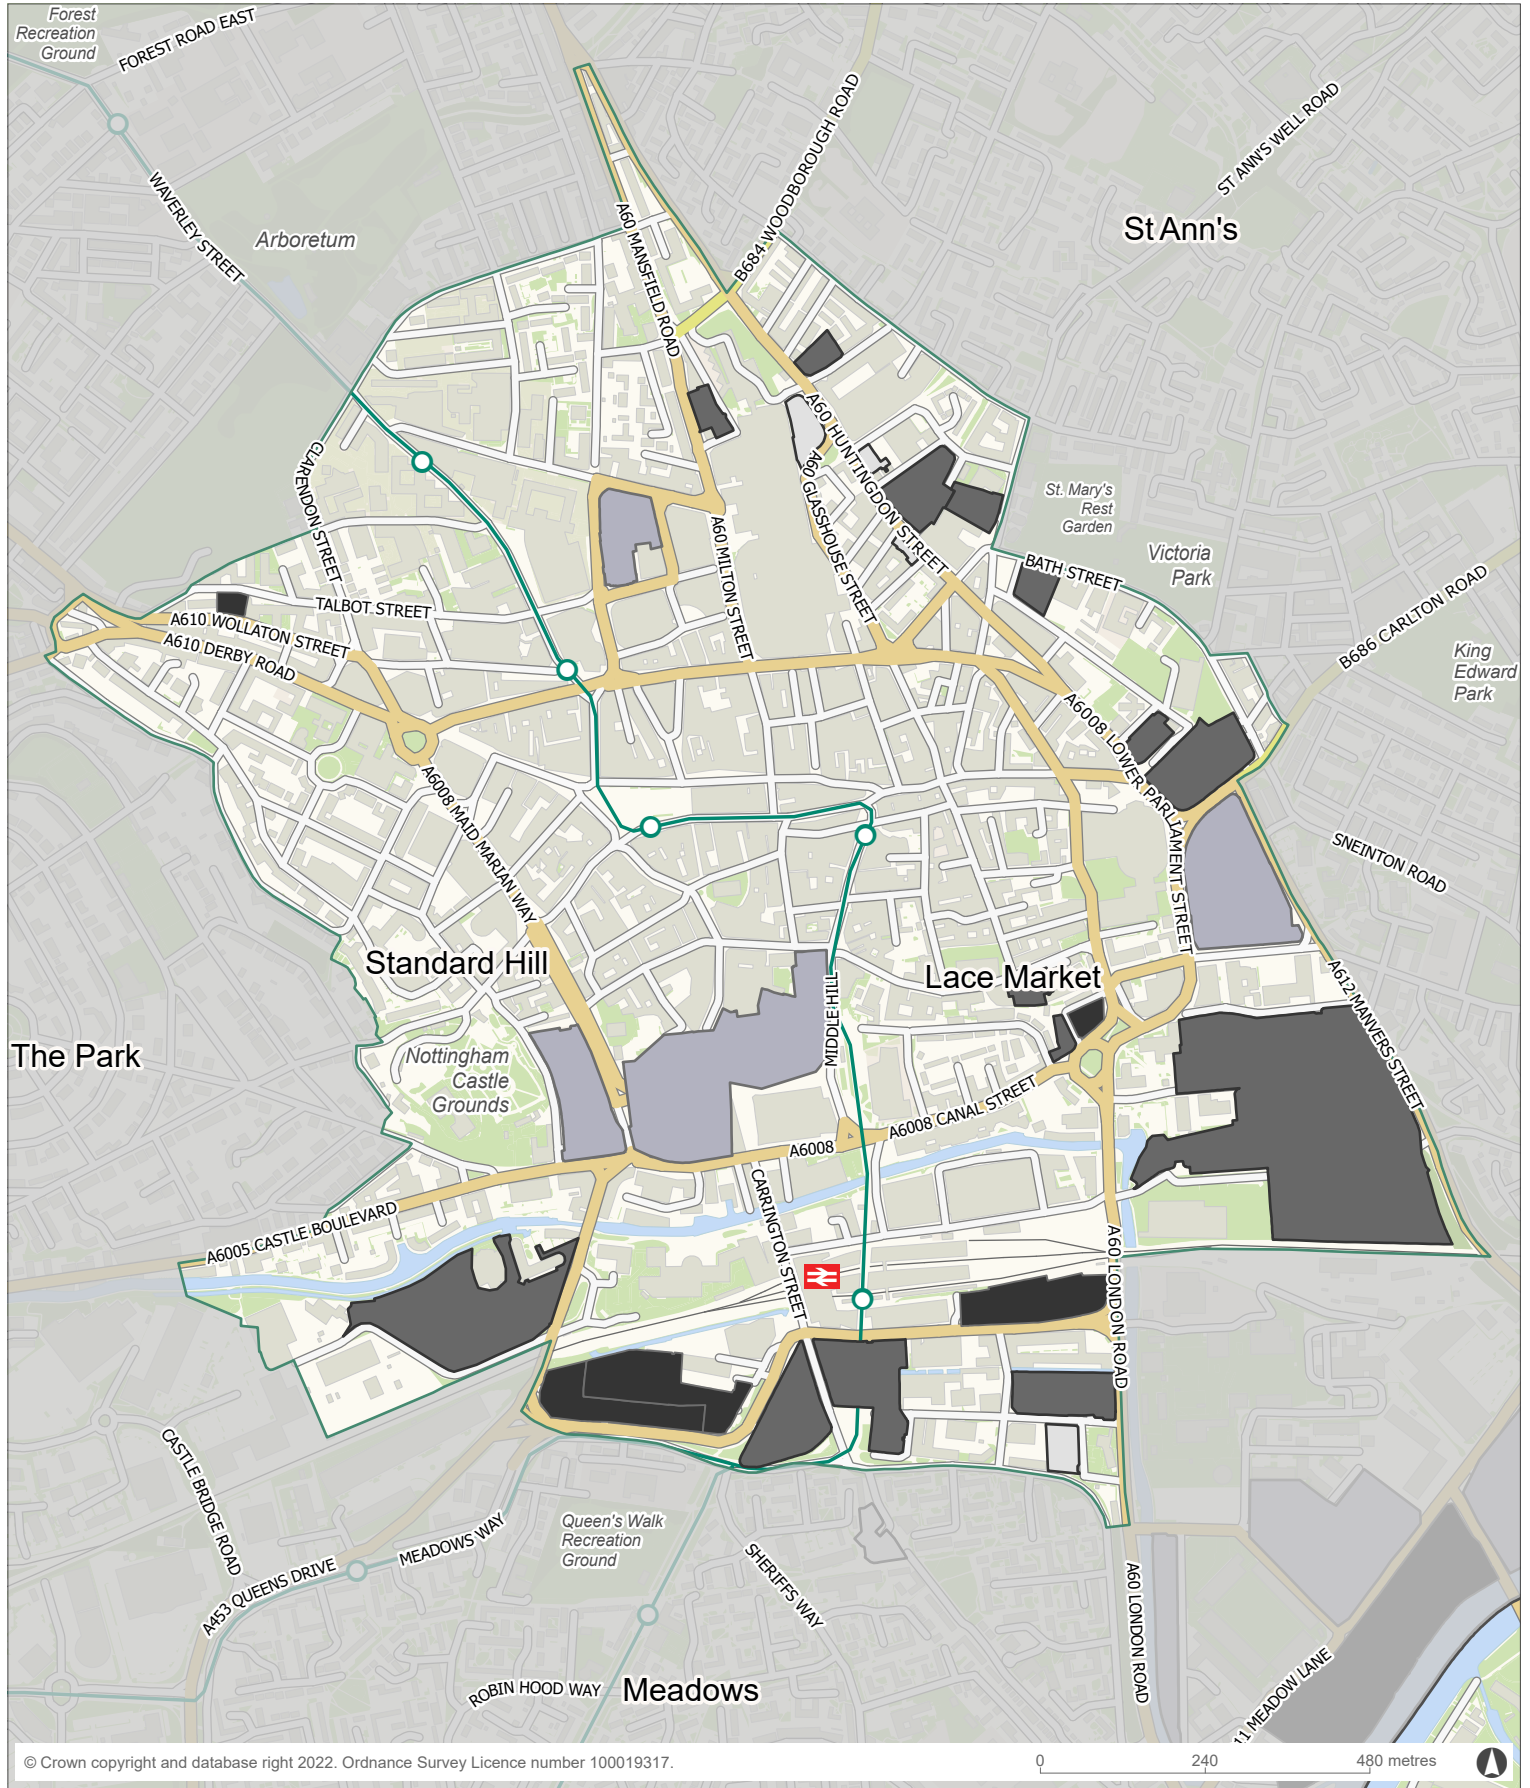 Forest
Recreation
Ground
FOREST ROAD EAST
WAVERLEY STREET
Arboretum
A60 MANSFIELD ROAD
B684 WOODBOROUGH ROAD
ST ANN'S WELL ROAD
St Ann's
CLARENDON STREET
A60 HUNTINGDON STREET
A60 GLASSHOUSE STREET
A60 MILTON STREET
St. Mary's
Rest
Garden
Victoria
Park
BATH STREET
B686 CARLTON ROAD
King
Edward
Park
TALBOT STREET
A610 WOLLATON STREET
A610 DERBY ROAD
A6008 MAID MARIAN WAY
A6008 LOWER PARLIAMENT STREET
SNEINTON ROAD
Standard Hill
Lace Market
MIDDLE HILL
A612 MANVERS STREET
The Park
Nottingham
Castle
Grounds
A6008 CANAL STREET
A6008
CARRINGTON STREET
A6005 CASTLE BOULEVARD
A60 LONDON ROAD
CASTLE BRIDGE ROAD
MEADOWS WAY
A453 QUEENS DRIVE
Queen's Walk
Recreation
Ground
SHERIFFS WAY
A60 LONDON ROAD
ROBIN HOOD WAY
Meadows
11 MEADOW LANE
© Crown copyright and database right 2022. Ordnance Survey Licence number 100019317.
0 240 480 metres